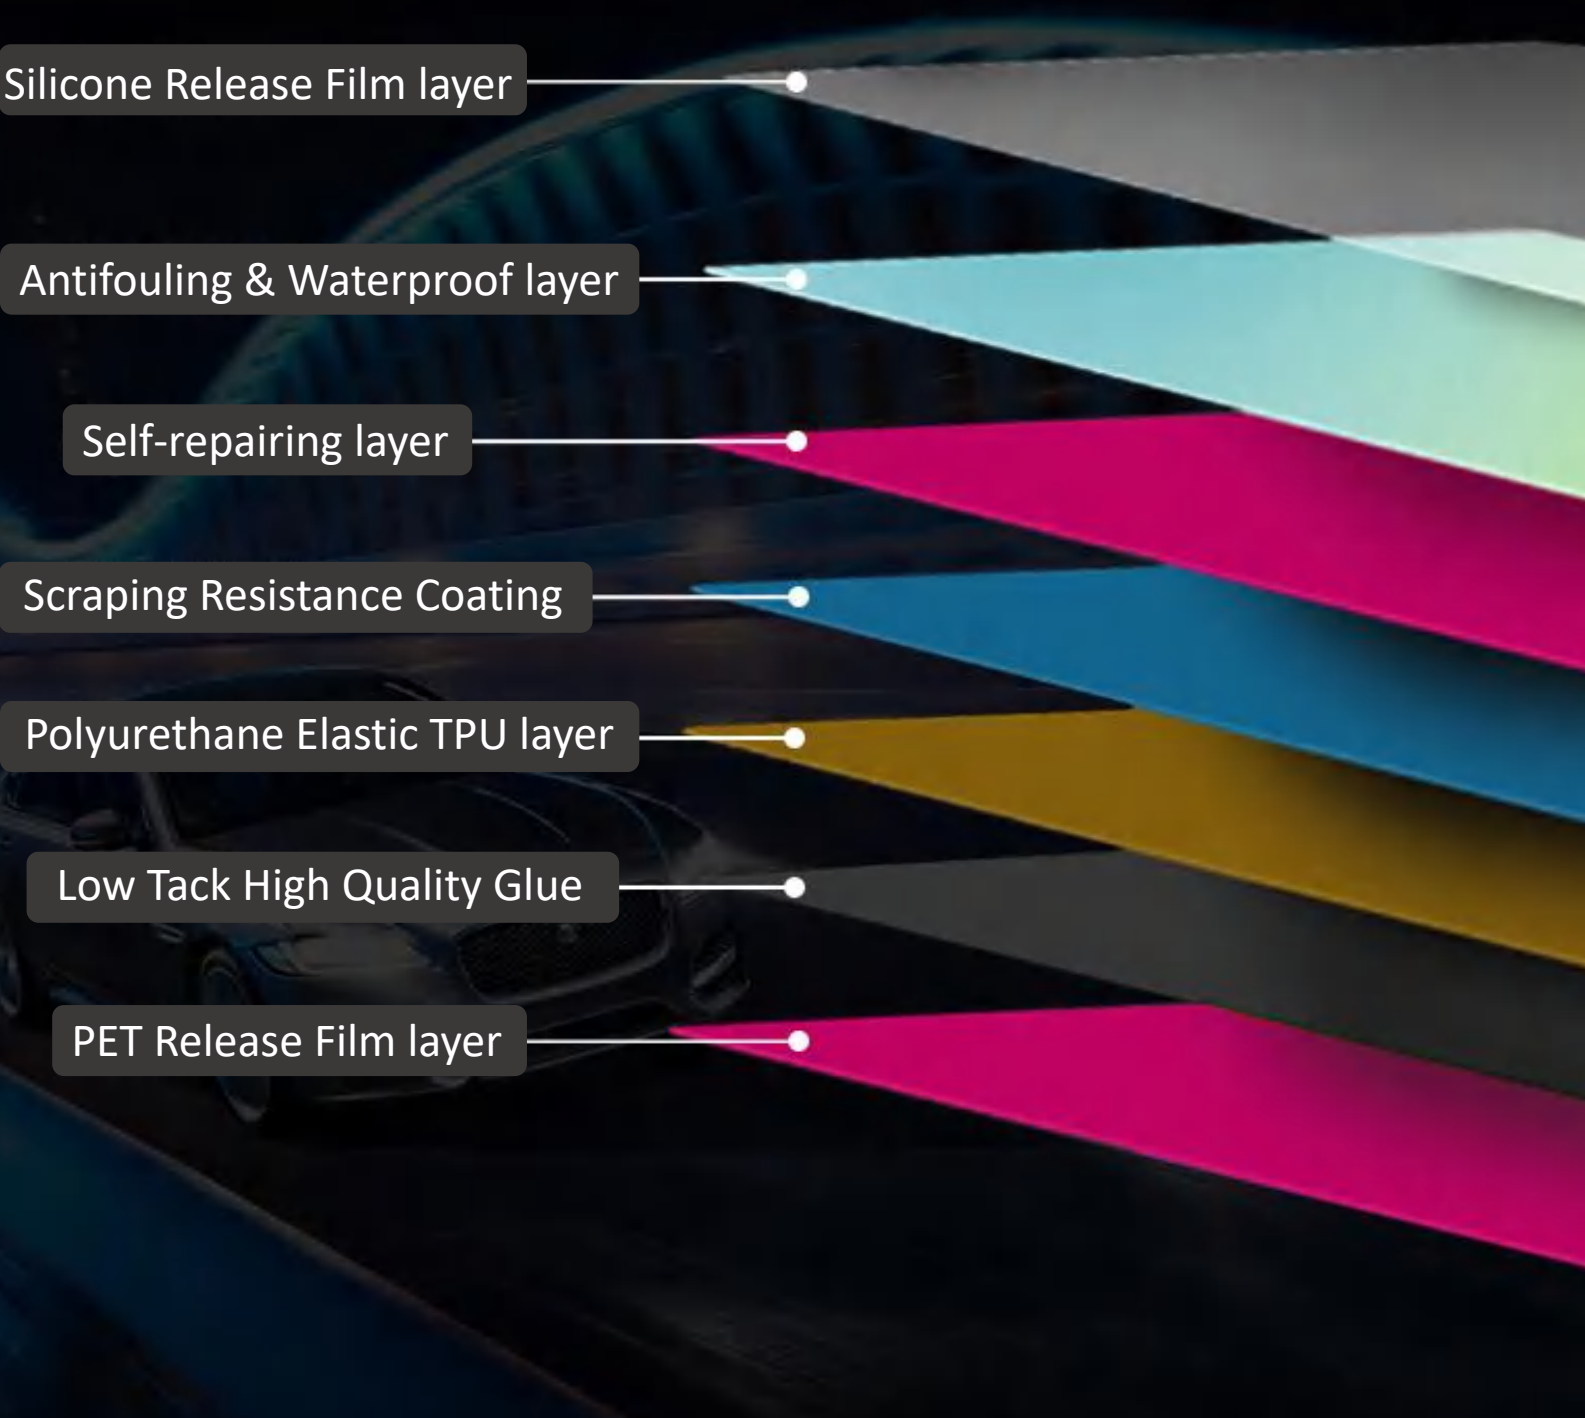 Silicone Release Film layer
Antifouling & Waterproof layer
Self-repairing layer
Scraping Resistance Coating
Polyurethane Elastic TPU layer
Low Tack High Quality Glue
PET Release Film layer